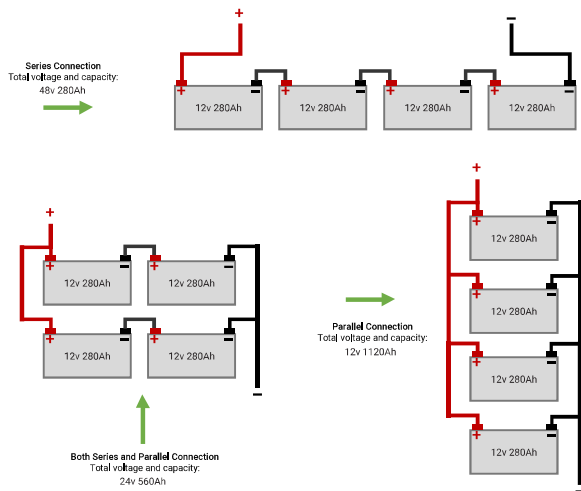 Series Connection
Total voltage and capacity:
48v 280Ah
+ −
+ − + − + − + −
12v 280Ah 12v 280Ah 12v 280Ah 12v 280Ah
+
+ − + −
12v 280Ah 12v 280Ah
+ − + −
12v 280Ah 12v 280Ah
−
Both Series and Parallel Connection
Total voltage and capacity:
24v 560Ah
Parallel Connection
Total voltage and capacity:
12v 1120Ah
+
+ −
12v 280Ah
+ −
12v 280Ah
+ −
12v 280Ah
+ −
12v 280Ah
−